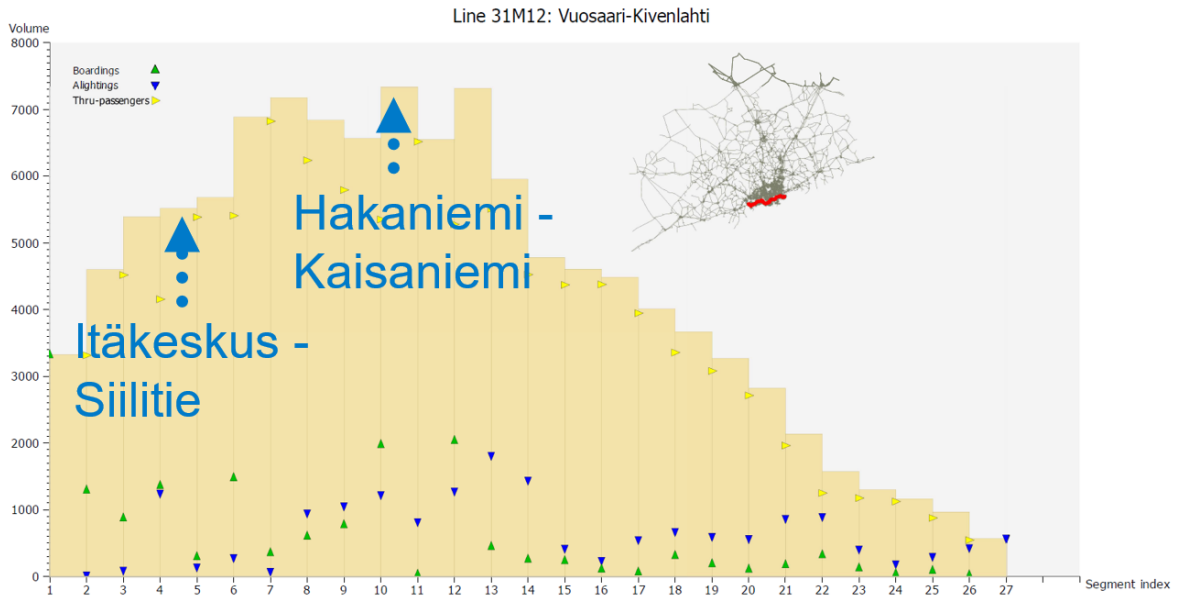 Line 31M12: Vuosaari-Kivenlahti
Volume
8000
7000
6000
5000
4000
3000
2000
1000
0
Boardings
Alightings
Thru-passengers
Hakaniemi -
Kaisaniemi
Itäkeskus -
Siilitie
1 2 3 4 5 6 7 8 9 10 11 12 13 14 15 16 17 18 19 20 21 22 23 24 25 26 27
Segment index